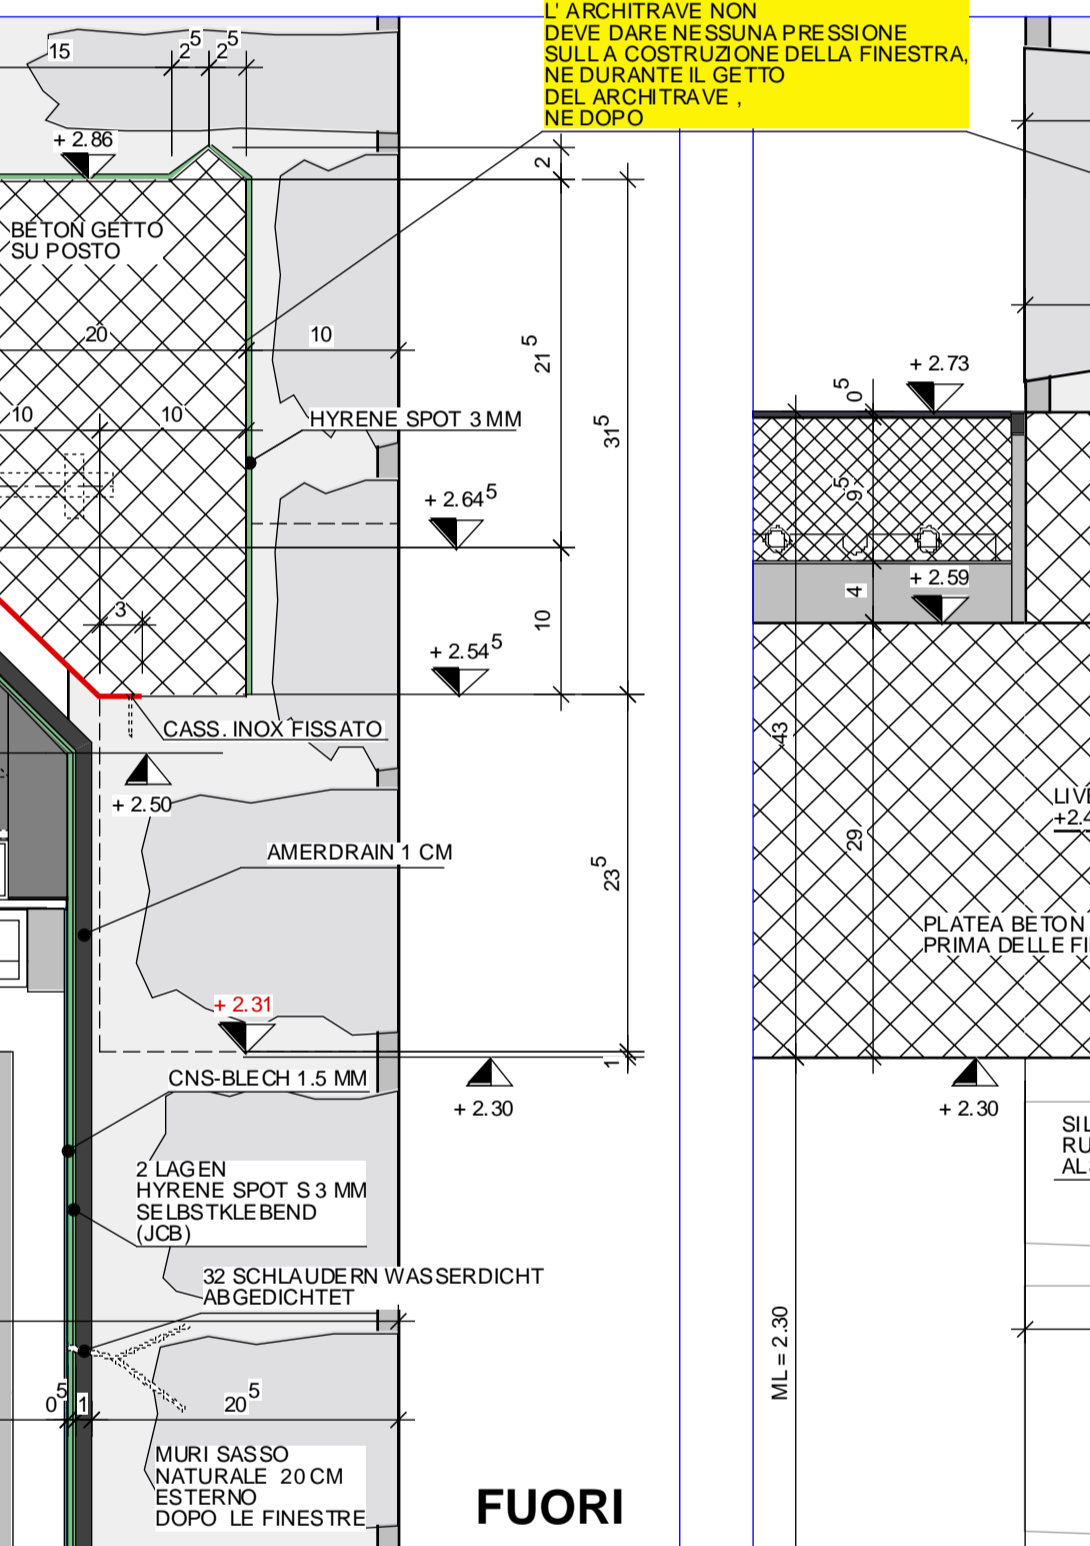 L' ARCHITRAVE NON
DEVE DARE NESSUNA PRESSIONE
SULLA COSTRUZIONE DELLA FINESTRA,
NE DURANTE IL GETTO
DEL ARCHITRAVE ,
NE DOPO
15
2 5
2 5
+ 2.86
2
BETON GETTO
SU POSTO
20
10
21 5
31 5
+ 2.73
0 5
10
10
HYRENE SPOT 3 MM
+ 2.64 5
9 5
+ 2.59
4
3
10
+ 2.54 5
CASS. INOX FISSATO
43
+ 2.50
LIVE
+2.4
AMERDRAIN 1 CM
23 5
29
PLATEA BETON
PRIMA DELLE FI
+ 2.31
1
CNS-BLECH 1.5 MM
+ 2.30
+ 2.30
SIL
RU
AL
2 LAGEN
HYRENE SPOT S 3 MM
SELBSTKLEBEND
(JCB)
32 SCHLAUDERN WASSERDICHT
ABGEDICHTET
ML = 2.30
0 5
1
20 5
MURI SASSO
NATURALE 20 CM
ESTERNO
DOPO LE FINESTRE
FUORI